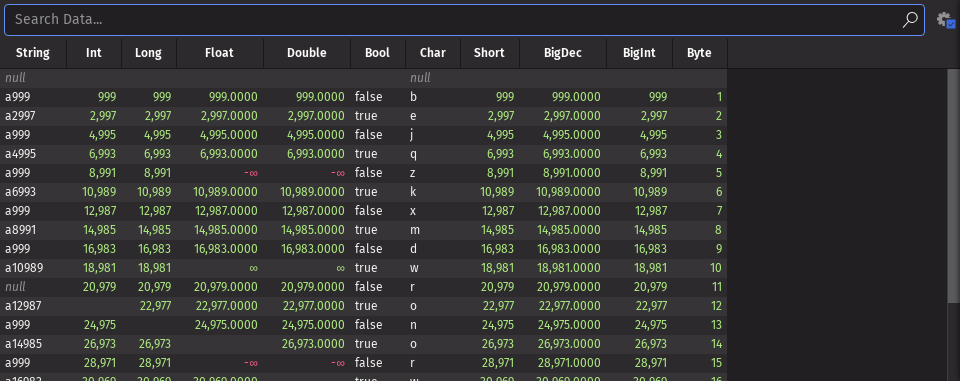 Search Data...
String Int Long Float Double Bool Char Short BigDec BigInt Byte
null null
a999 999 999 999.0000 999.0000 false b 999 999.0000 999 1
a2997 2,997 2,997 2,997.0000 2,997.0000 true e 2,997 2,997.0000 2,997 2
a999 4,995 4,995 4,995.0000 4,995.0000 false j 4,995 4,995.0000 4,995 3
a4995 6,993 6,993 6,993.0000 6,993.0000 true q 6,993 6,993.0000 6,993 4
a999 8,991 8,991 -∞ -∞ false z 8,991 8,991.0000 8,991 5
a6993 10,989 10,989 10,989.0000 10,989.0000 true k 10,989 10,989.0000 10,989 6
a999 12,987 12,987 12,987.0000 12,987.0000 false x 12,987 12,987.0000 12,987 7
a8991 14,985 14,985 14,985.0000 14,985.0000 true m 14,985 14,985.0000 14,985 8
a999 16,983 16,983 16,983.0000 16,983.0000 false d 16,983 16,983.0000 16,983 9
a10989 18,981 18,981 ∞ ∞ true w 18,981 18,981.0000 18,981 10
null 20,979 20,979 20,979.0000 20,979.0000 false r 20,979 20,979.0000 20,979 11
a12987 22,977 22,977.0000 22,977.0000 true o 22,977 22,977.0000 22,977 12
a999 24,975 24,975.0000 24,975.0000 false n 24,975 24,975.0000 24,975 13
a14985 26,973 26,973 26,973.0000 true o 26,973 26,973.0000 26,973 14
a999 28,971 28,971 -∞ -∞ false r 28,971 28,971.0000 28,971 15